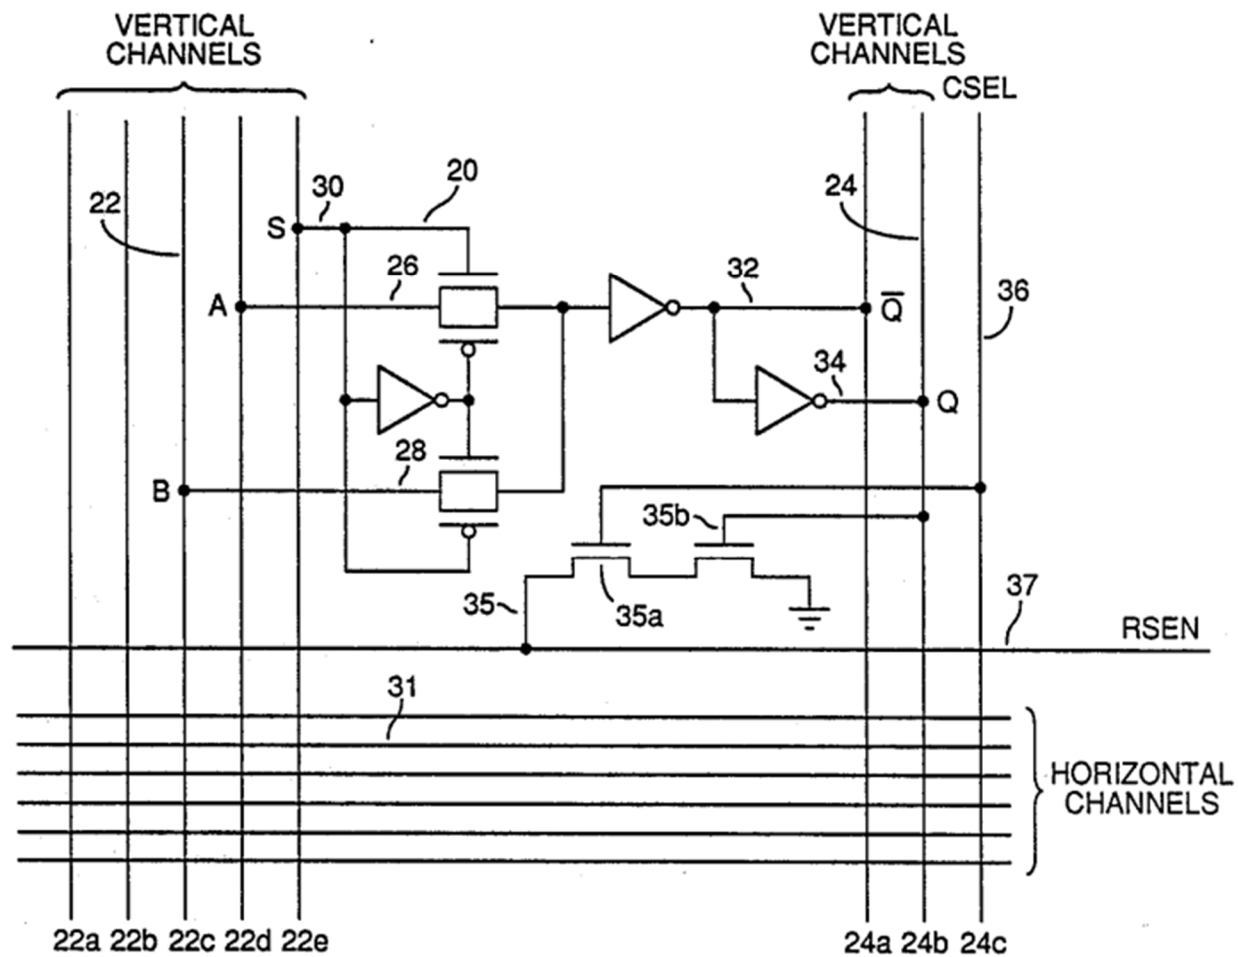 VERTICAL
CHANNELS
VERTICAL
CHANNELS
CSEL
20
30
22
24
S
26
32
36
A
Q̅
34
Q
28
B
35b
35
35a
37
RSEN
31
HORIZONTAL
CHANNELS
22a 22b 22c 22d 22e
24a 24b 24c